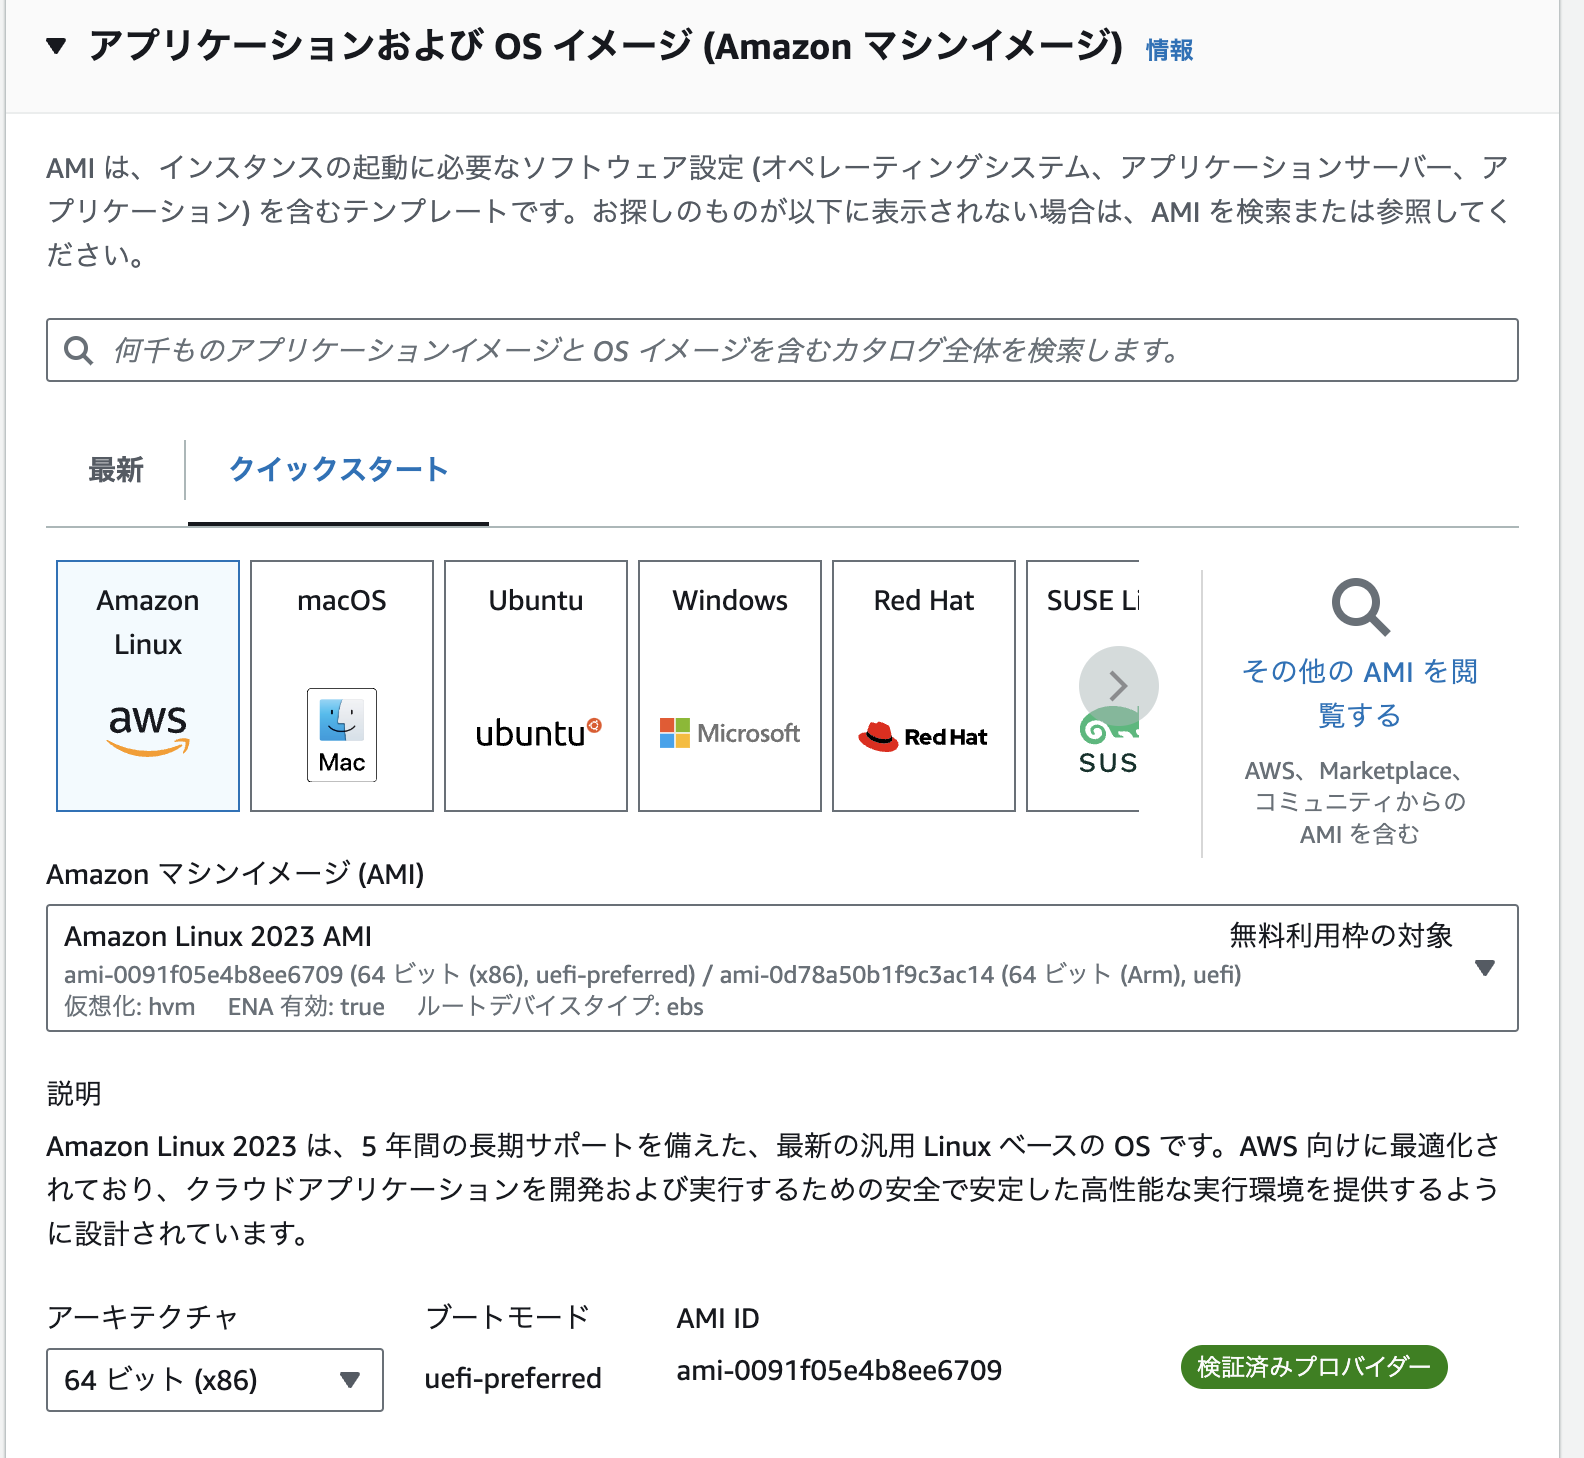 アプリケーションおよび OS イメージ (Amazon マシンイメージ) 情報
AMI は、インスタンスの起動に必要なソフトウェア設定 (オペレーティングシステム、アプリケーションサーバー、ア
プリケーション) を含むテンプレートです。お探しのものが以下に表示されない場合は、AMI を検索または参照してく
ださい。
何千ものアプリケーションイメージと OS イメージを含むカタログ全体を検索します。
最新 クイックスタート
Amazon
Linux
aws
macOS
Mac
Ubuntu
ubuntu
Windows
Microsoft
Red Hat
Red Hat
SUSE Li
SUS
その他の AMI を閲
覧する
AWS、Marketplace、
コミュニティからの
AMI を含む
Amazon マシンイメージ (AMI)
Amazon Linux 2023 AMI 無料利用枠の対象
ami-0091f05e4b8ee6709 (64 ビット (x86), uefi-preferred) / ami-0d78a50b1f9c3ac14 (64 ビット (Arm), uefi)
仮想化: hvm ENA 有効: true ルートデバイスタイプ: ebs
説明
Amazon Linux 2023 は、5 年間の長期サポートを備えた、最新の汎用 Linux ベースの OS です。AWS 向けに最適化さ
れており、クラウドアプリケーションを開発および実行するための安全で安定した高性能な実行環境を提供するよう
に設計されています。
アーキテクチャ ブートモード AMI ID
64 ビット (x86) uefi-preferred ami-0091f05e4b8ee6709 検証済みプロバイダー